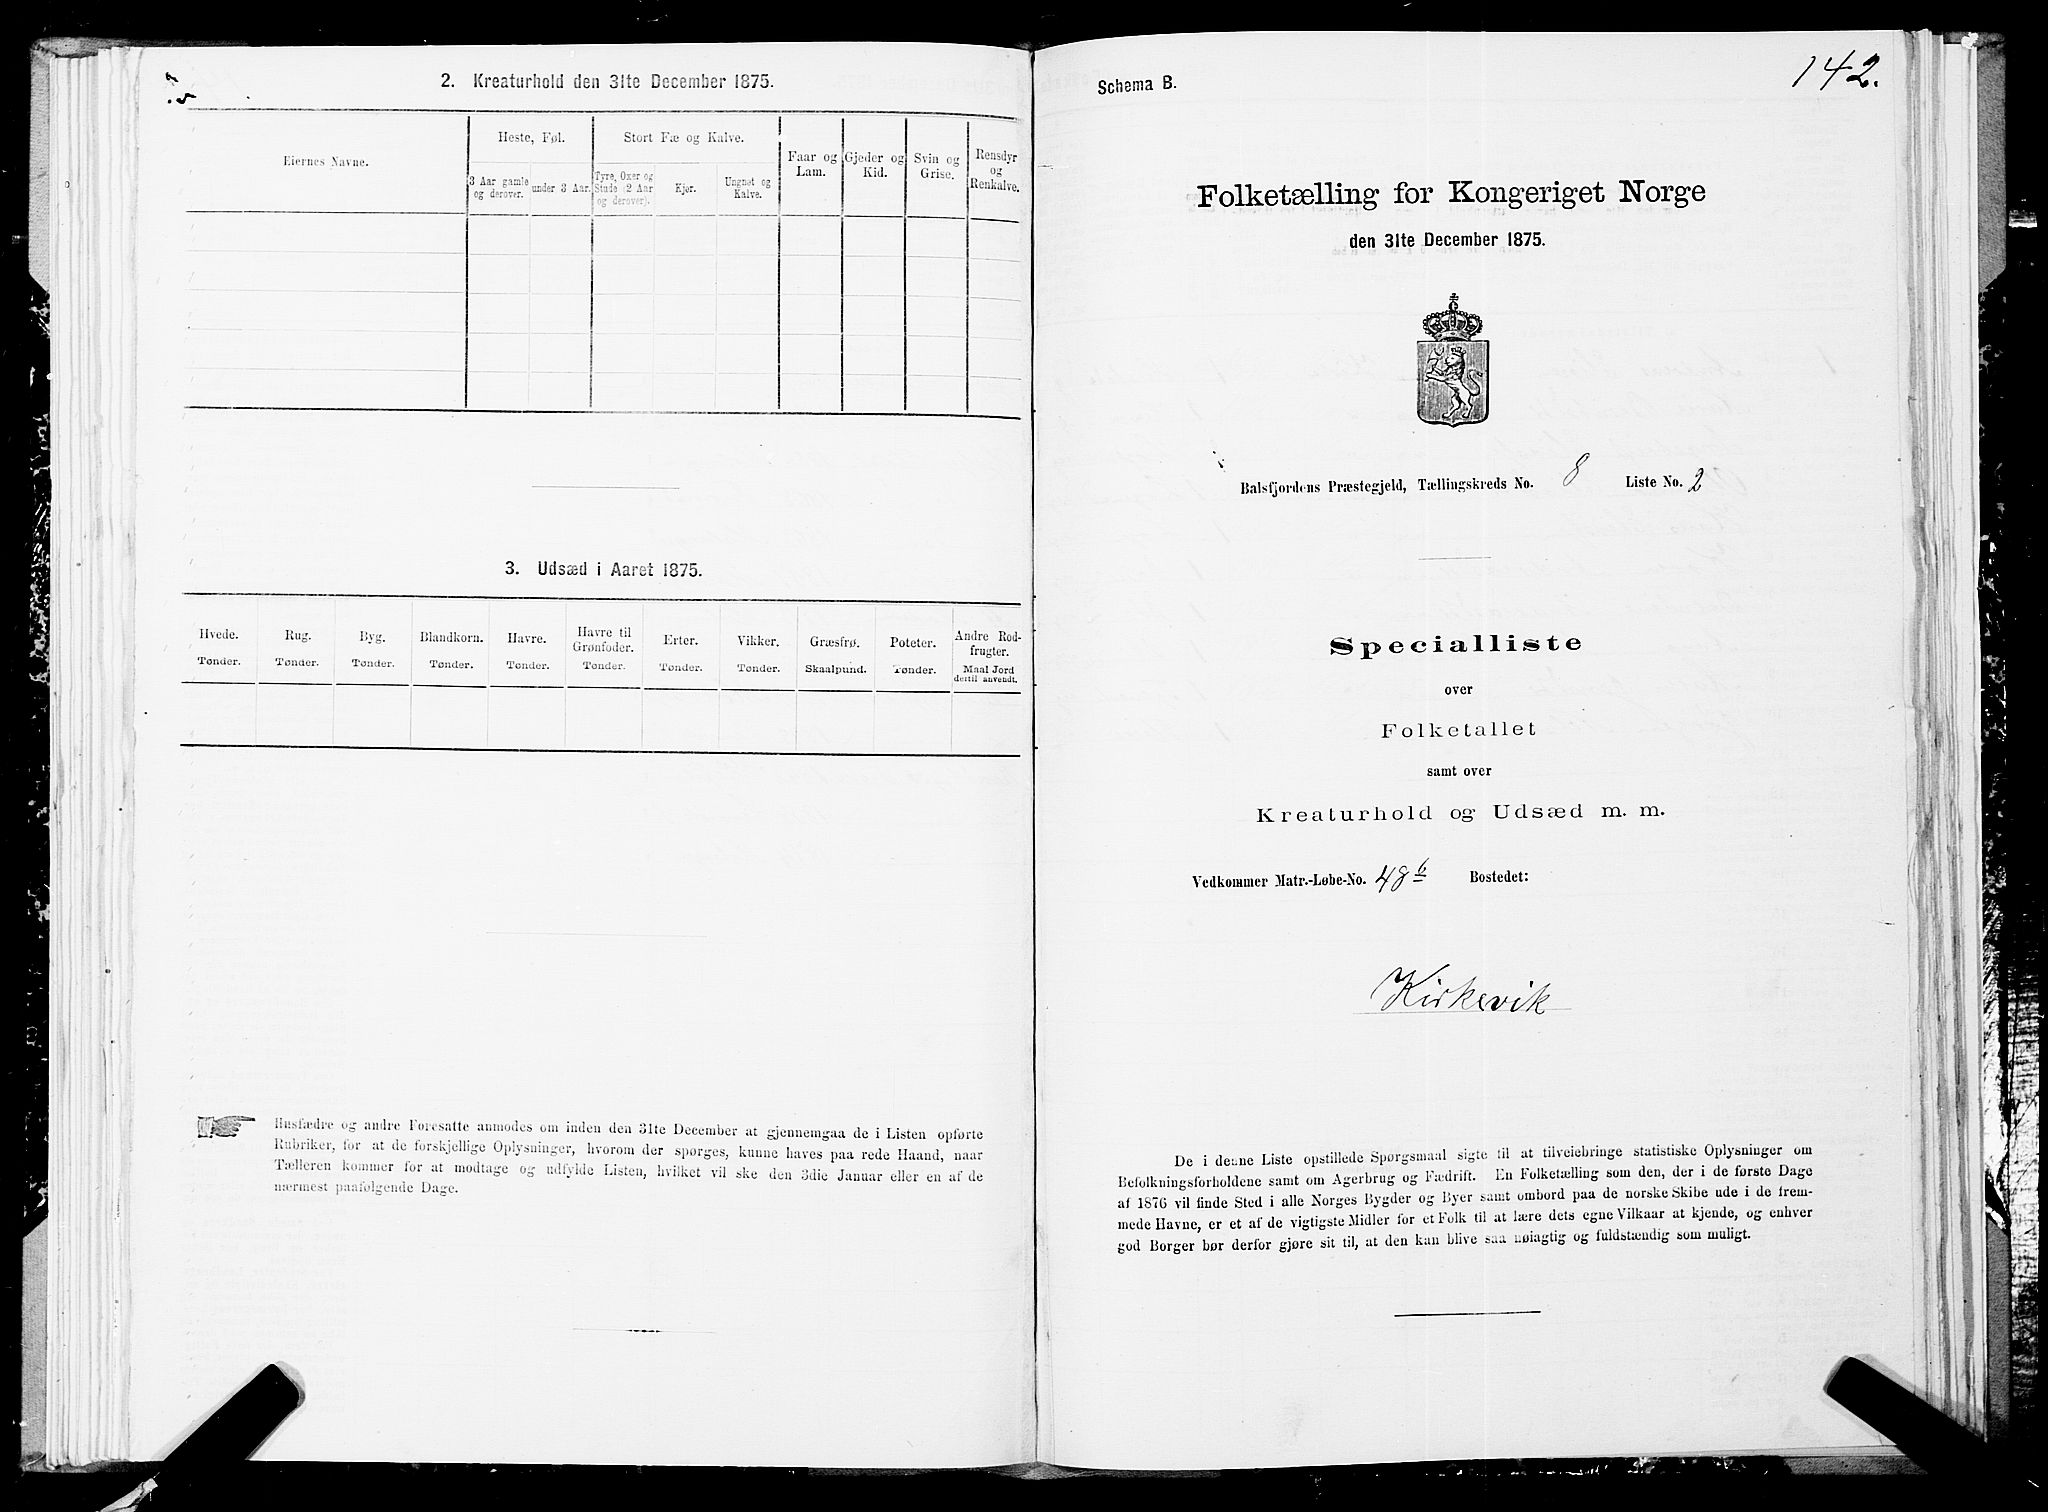 2. Kreaturhold den 31te December 1875.
Eiernes Navne.
Heste, Føl.
Stort Fæ og Kalve.
Faar og Lam.
Gjeder og Kid.
Svin og Grise.
Rensdyr og Renkalve.
3 Aar gamle og derover.
under 3 Aar.
Tyre, Oxer og Stude (2 Aar og derover).
Kjør.
Ungnøt og Kalve.
3. Udsæd i Aaret 1875.
Hvede. Rug. Byg. Blandkorn. Havre. Havre til Grønfoder. Erter. Vikker. Græsfrø. Poteter. Andre Rodfrugter.
Tønder. Tønder. Tønder. Tønder. Tønder. Tønder. Tønder. Tønder. Skaalpund. Tønder. Maal Jord dertil anvendt.
Husfædre og andre Foresatte anmodes om inden den 31te December at gjennemgaa de i Listen opførte
Rubriker, for at de forskjellige Oplysninger, hvorom der spørges, kunne haves paa rede Haand, naar
Tælleren kommer for at modtage og udfylde Listen, hvilket vil ske den 3die Januar eller en af de
nærmest paafølgende Dage.
142.
Schema B.
Folketælling for Kongeriget Norge
den 31te December 1875.
Balsfjordens Præstegjeld, Tællingskreds No. 8 Liste No. 2
Specialliste
over
Folketallet
samt over
Kreaturhold og Udsæd m. m.
Vedkommer Matr.-Løbe-No. 48b Bostedet:
Kirkevik
De i denne Liste opstillede Spørgsmaal sigte til at tilveiebringe statistiske Oplysninger om
Befolkningsforholdene samt om Agerbrug og Fædrift. En Folketælling som den, der i de første Dage
af 1876 vil finde Sted i alle Norges Bygder og Byer samt ombord paa de norske Skibe ude i de frem-
mede Havne, er et af de vigtigste Midler for et Folk til at lære dets egne Vilkaar at kjende, og enhver
god Borger bør derfor gjøre sit til, at den kan blive saa nøiagtig og fuldstændig som muligt.